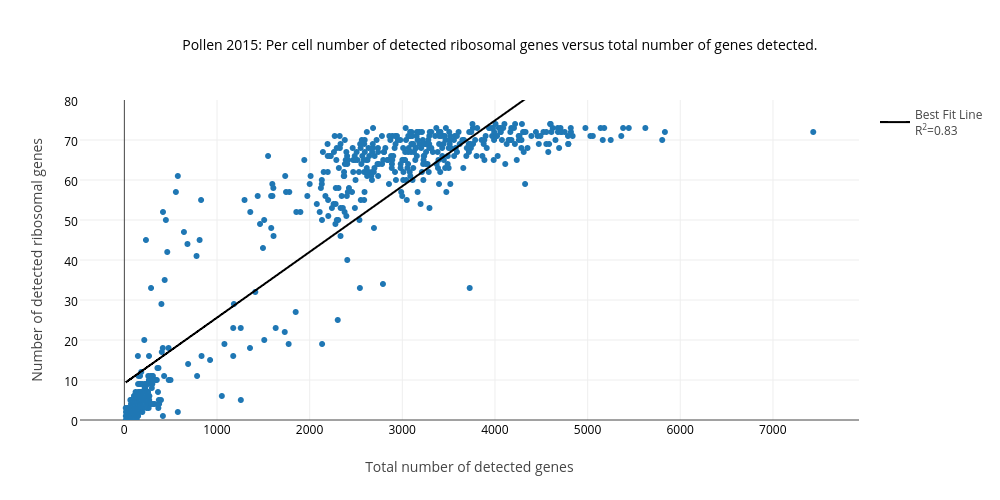 Pollen 2015: Per cell number of detected ribosomal genes versus total number of genes detected.
80
70
60
50
40
30
20
10
0
Number of detected ribosomal genes
0 1000 2000 3000 4000 5000 6000 7000
Total number of detected genes
Best Fit Line
R²=0.83